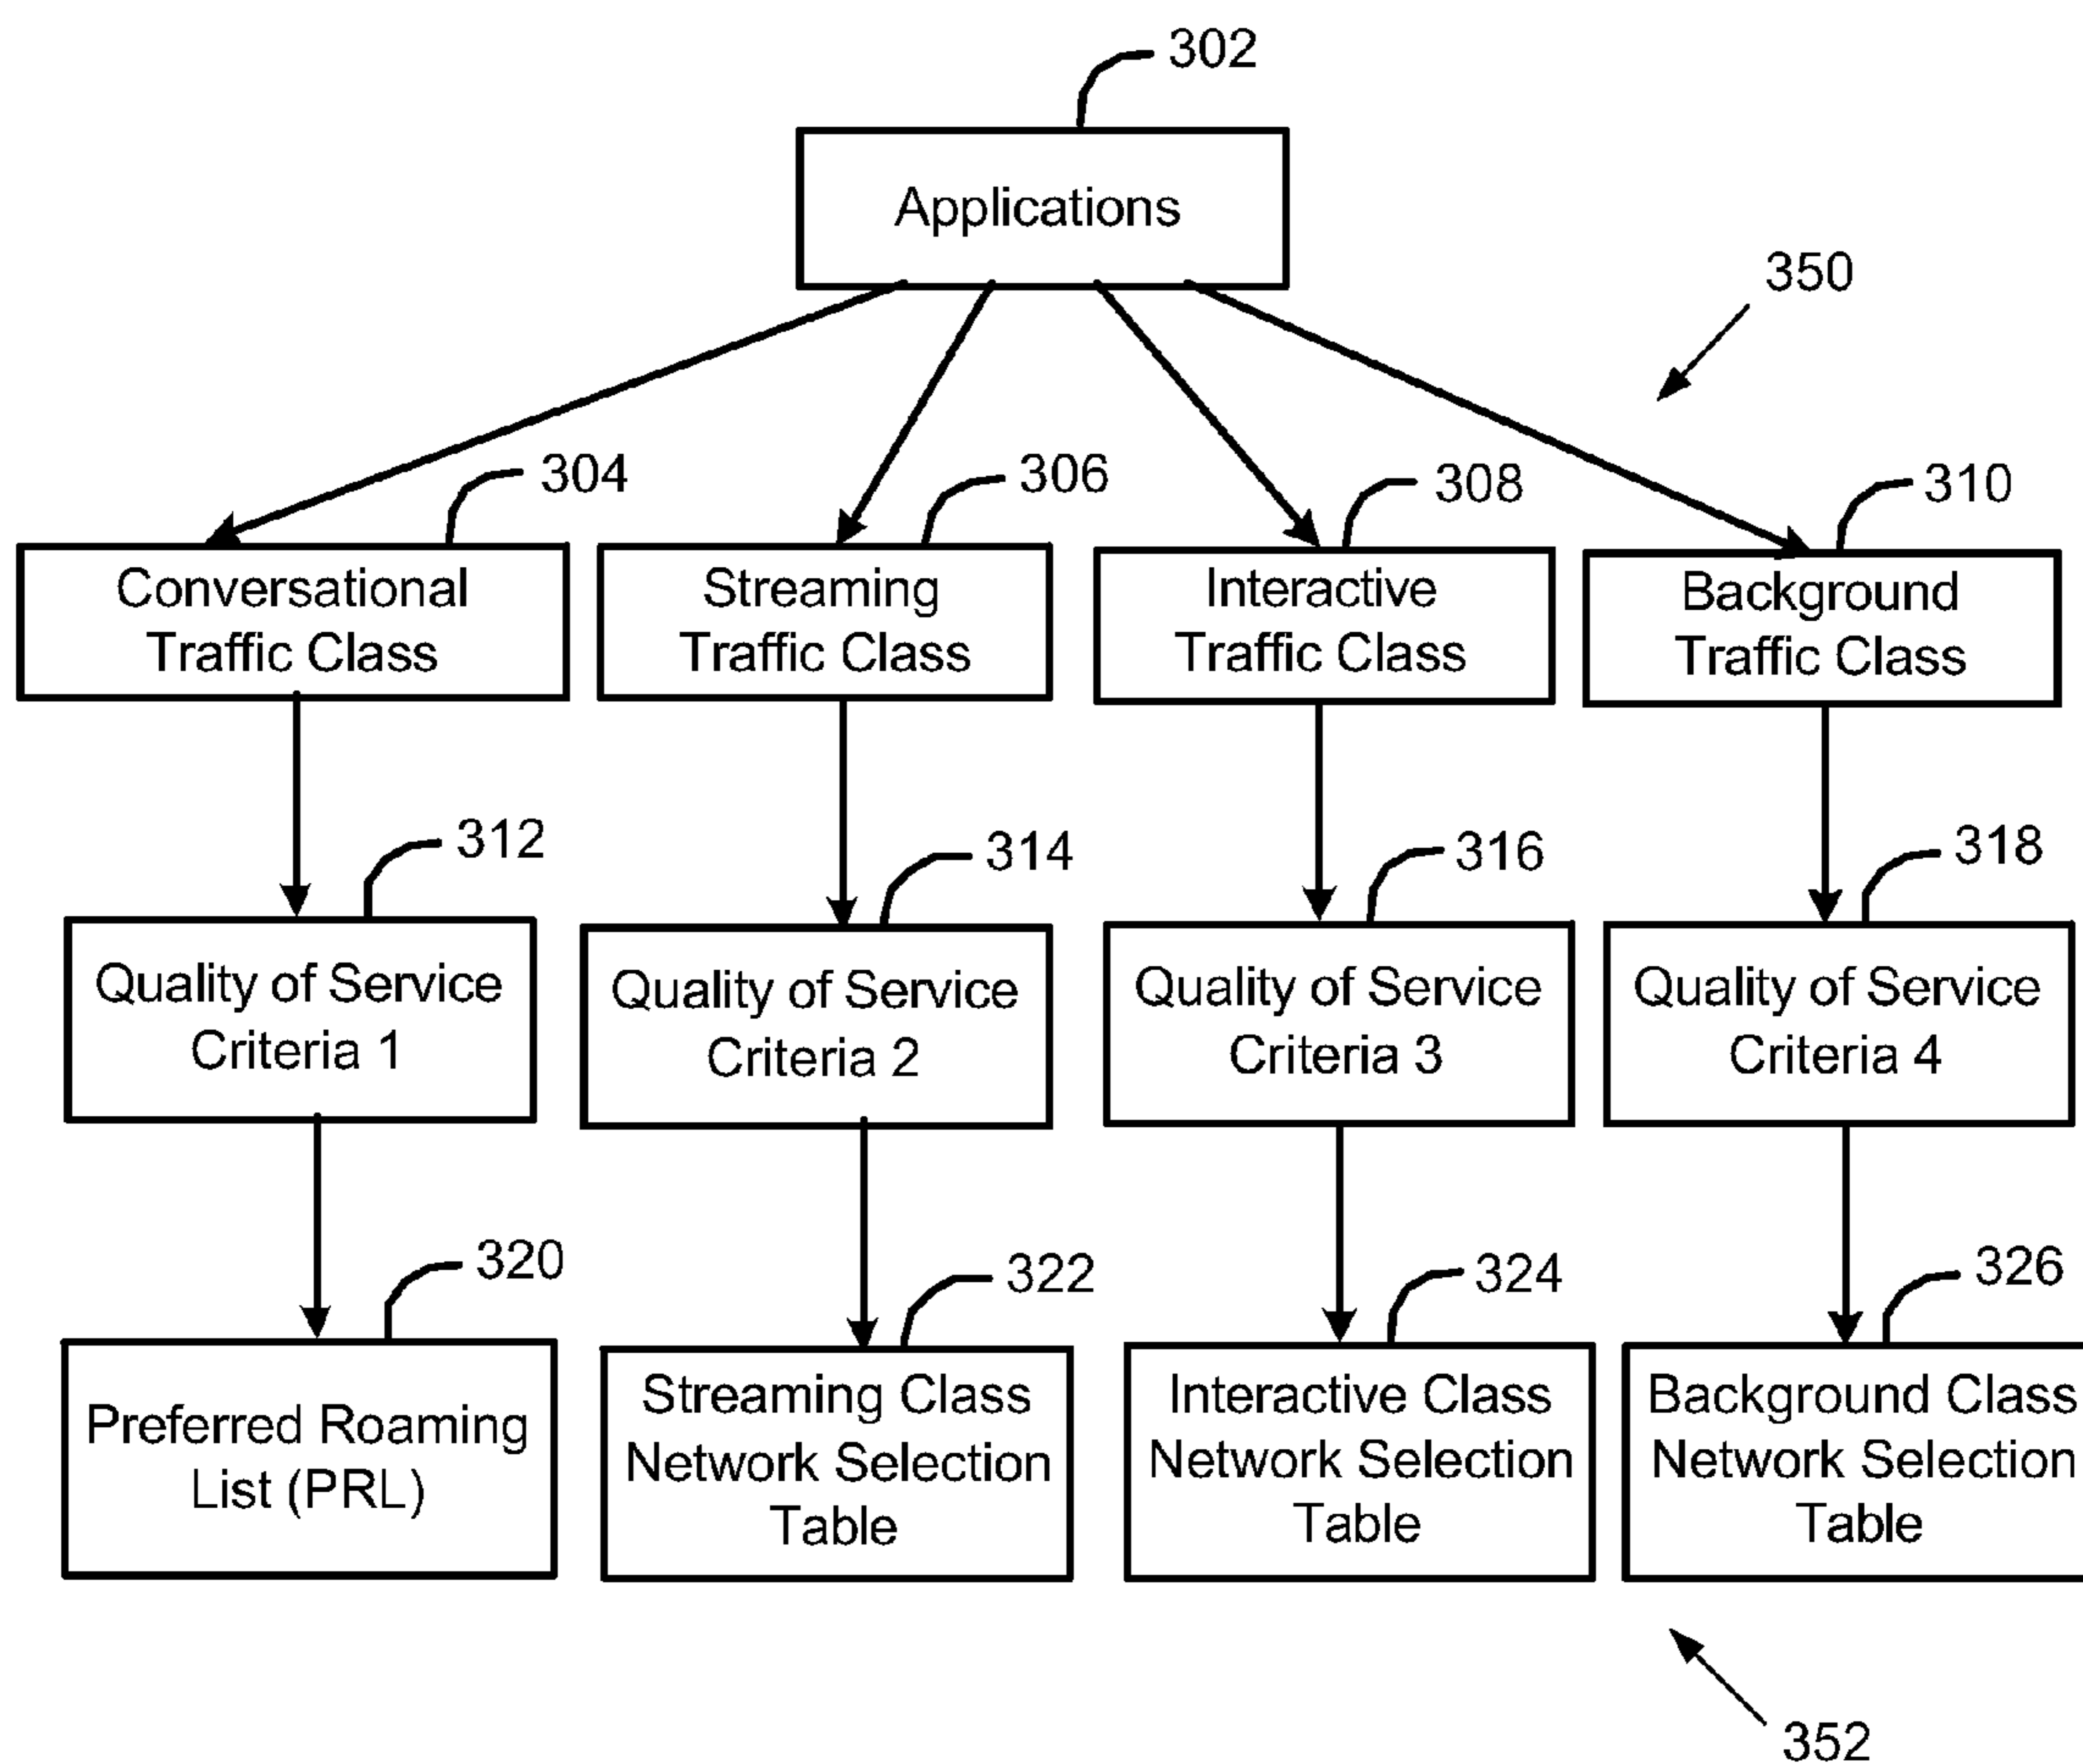 302
Applications
350
304
306
308
310
Conversational
Traffic Class
Streaming
Traffic Class
Interactive
Traffic Class
Background
Traffic Class
312
314
316
318
Quality of Service
Criteria 1
Quality of Service
Criteria 2
Quality of Service
Criteria 3
Quality of Service
Criteria 4
320
322
324
326
Preferred Roaming
List (PRL)
Streaming Class
Network Selection
Table
Interactive Class
Network Selection
Table
Background Class
Network Selection
Table
352